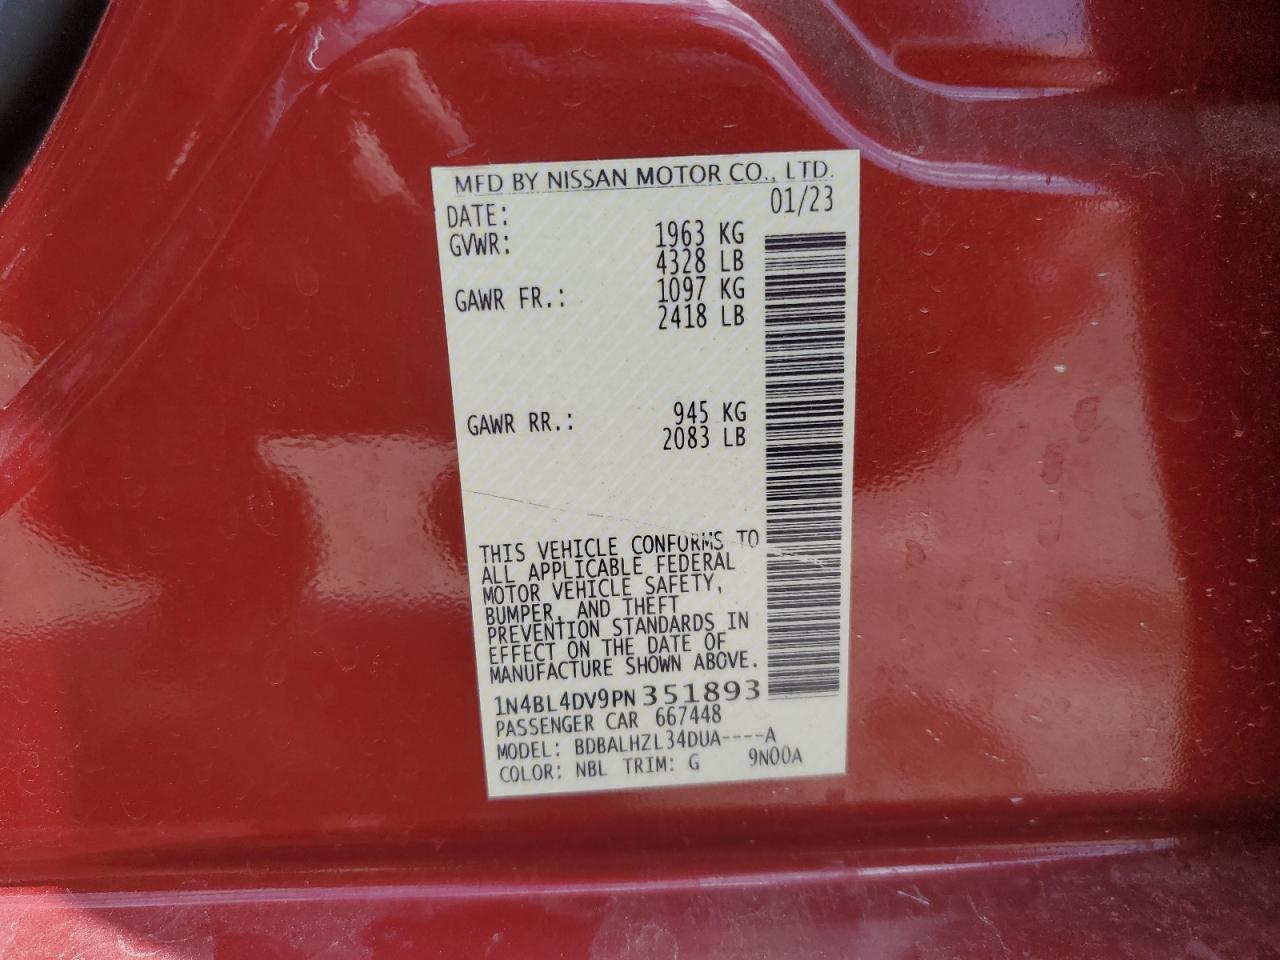 MFD BY NISSAN MOTOR CO., LTD.
DATE: 01/23
GVWR: 1963 KG
4328 LB
GAWR FR.: 1097 KG
2418 LB
GAWR RR.: 945 KG
2083 LB
THIS VEHICLE CONFORMS TO
ALL APPLICABLE FEDERAL
MOTOR VEHICLE SAFETY,
BUMPER, AND THEFT
PREVENTION STANDARDS IN
EFFECT ON THE DATE OF
MANUFACTURE SHOWN ABOVE.
1N4BL4DV9PN351893
PASSENGER CAR 667448
MODEL: BDBALHZL34DUA----A
COLOR: NBL TRIM: G 9N00A